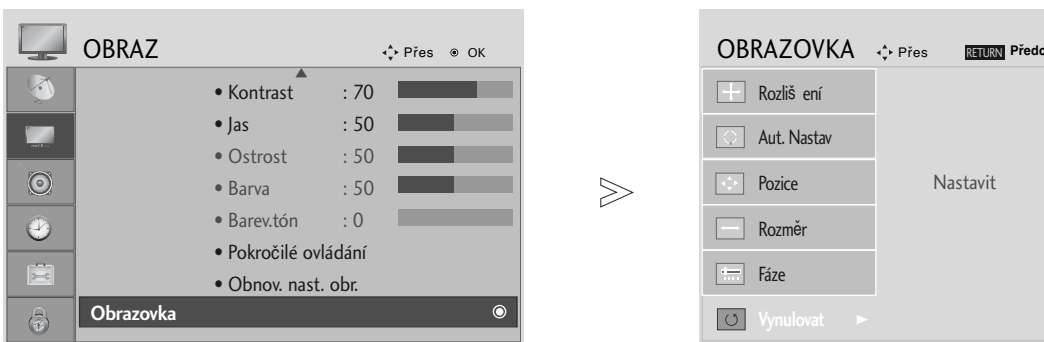 OBRAZ
Přes OK
• Kontrast : 70
• Jas : 50
• Ostrost : 50
• Barva : 50
• Barev.tón : 0
• Pokročilé ovládání
• Obnov. nast. obr.
Obrazovka
OBRAZOVKA Přes RETURN Předc
Rozliš ení
Aut. Nastav
Pozice
Nastavit
Rozměr
Fáze
Vynulovat